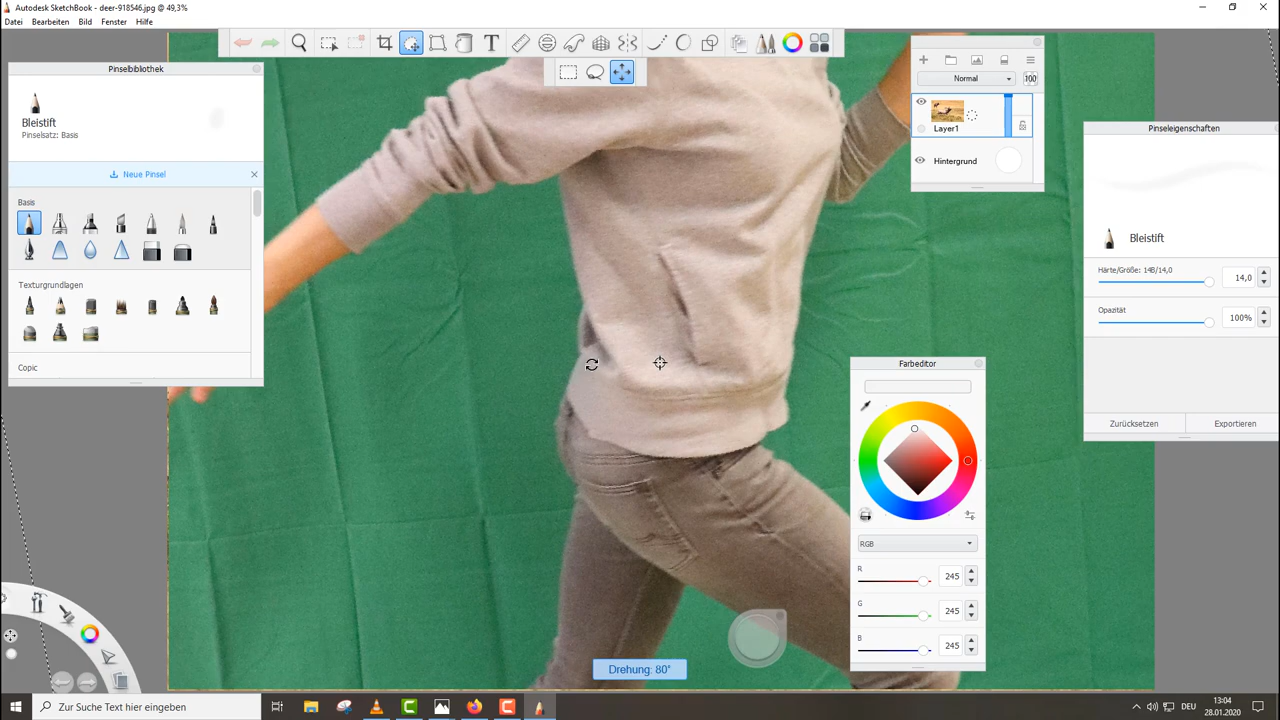 Autodesk SketchBook - deer-918546.jpg @ 49,3%
Datei Bearbeiten Bild Fenster Hilfe
Pinselbibliothek
Bleistift
Pinselsatz: Basis
Neue Pinsel
Basis
Texturgrundlagen
Copic
T
Normal
100
Layer1
Hintergrund
Pinseleigenschaften
Bleistift
Härte/Größe: 14B/14,0
14,0
Opazität
100%
Zurücksetzen
Exportieren
Farbeditor
RGB
R
245
G
245
B
245
Drehung: 80°
Zur Suche Text hier eingeben
DEU
13:04
28.01.2020